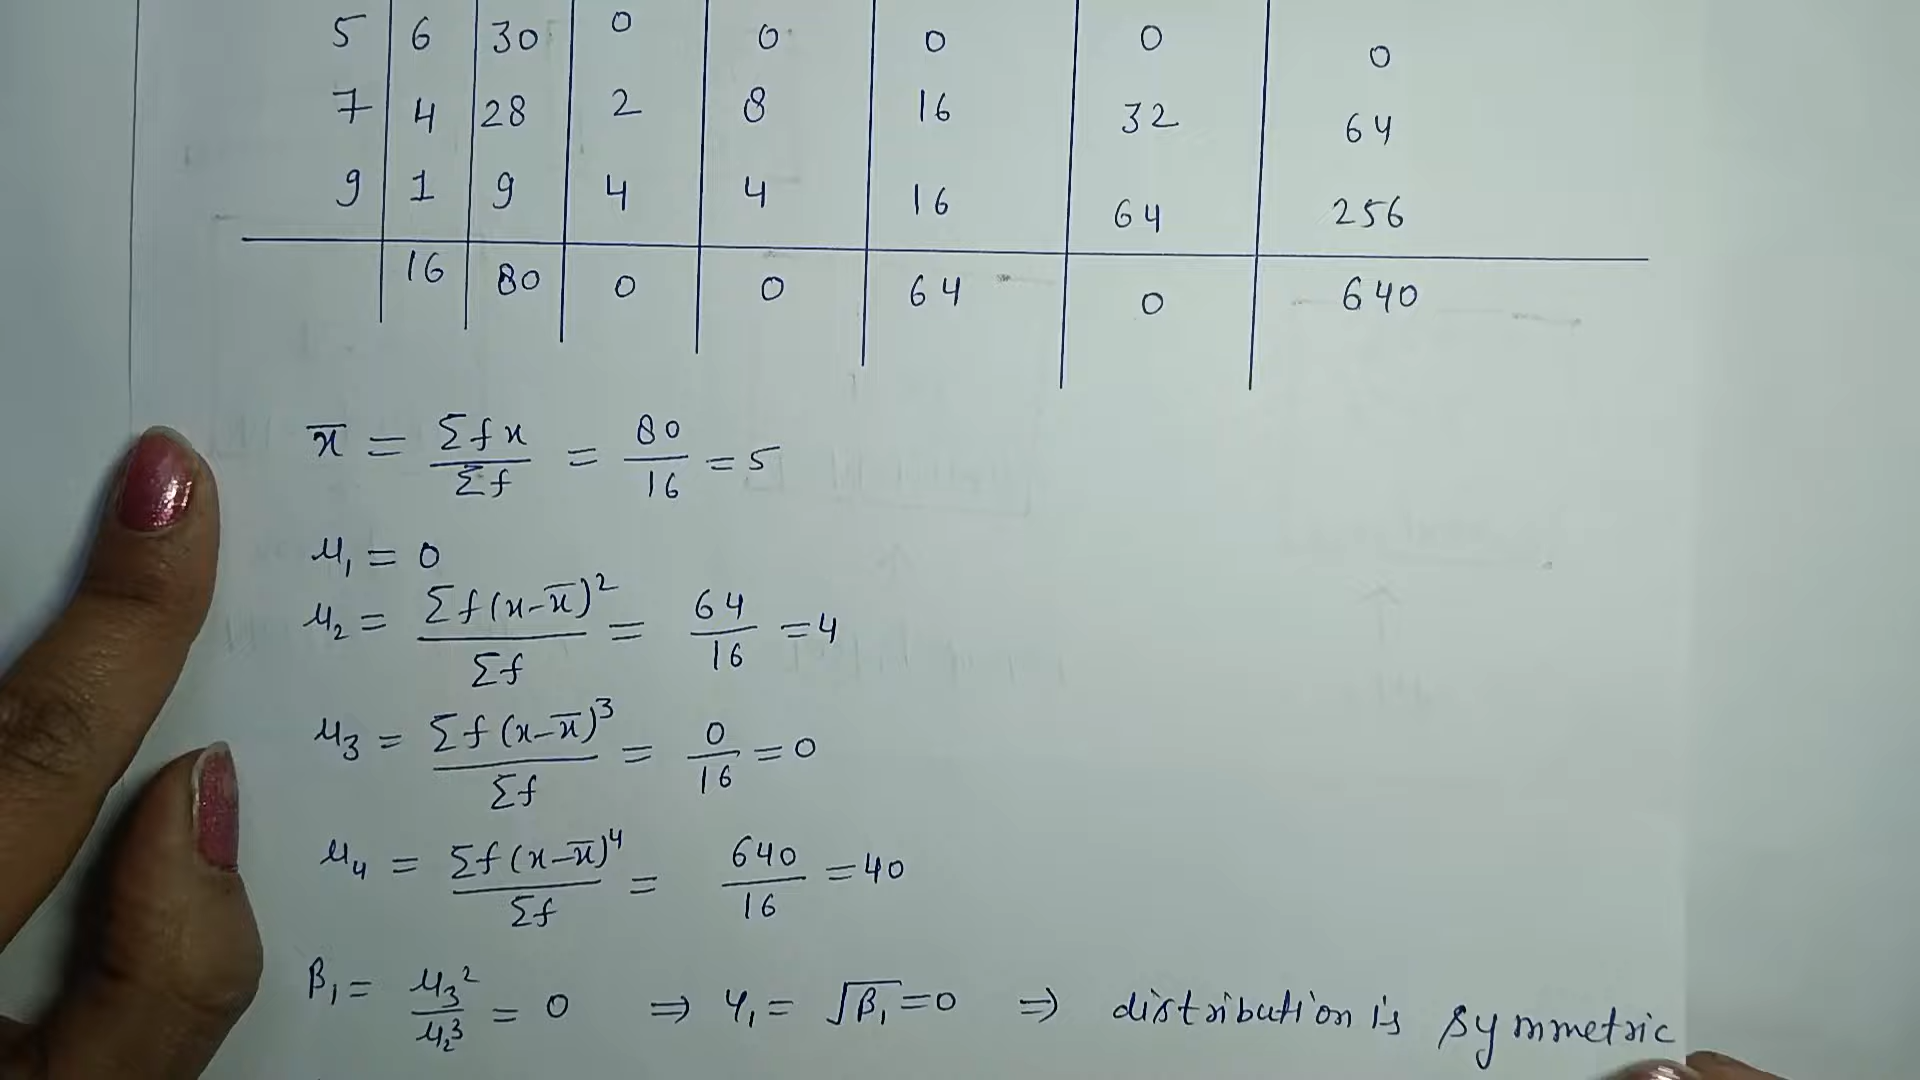 5 6 30 0 0 0 0 0
7 4 28 2 8 16 32 64
9 1 9 4 4 16 64 256
16 80 0 0 64 0 640
x̄ = Σfx / Σf = 80 / 16 = 5
μ₁ = 0
μ₂ = Σf(x-x̄)² / Σf = 64 / 16 = 4
μ₃ = Σf(x-x̄)³ / Σf = 0 / 16 = 0
μ₄ = Σf(x-x̄)⁴ / Σf = 640 / 16 = 40
β₁ = μ₃² / μ₂³ = 0 ⇒ γ₁ = √β₁ = 0 ⇒ distribution is symmetric